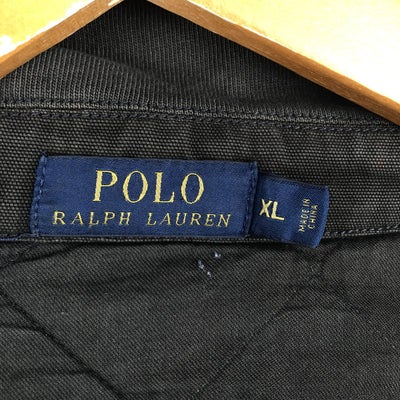 POLO
RALPH LAUREN
XL
MADE IN
CHINA